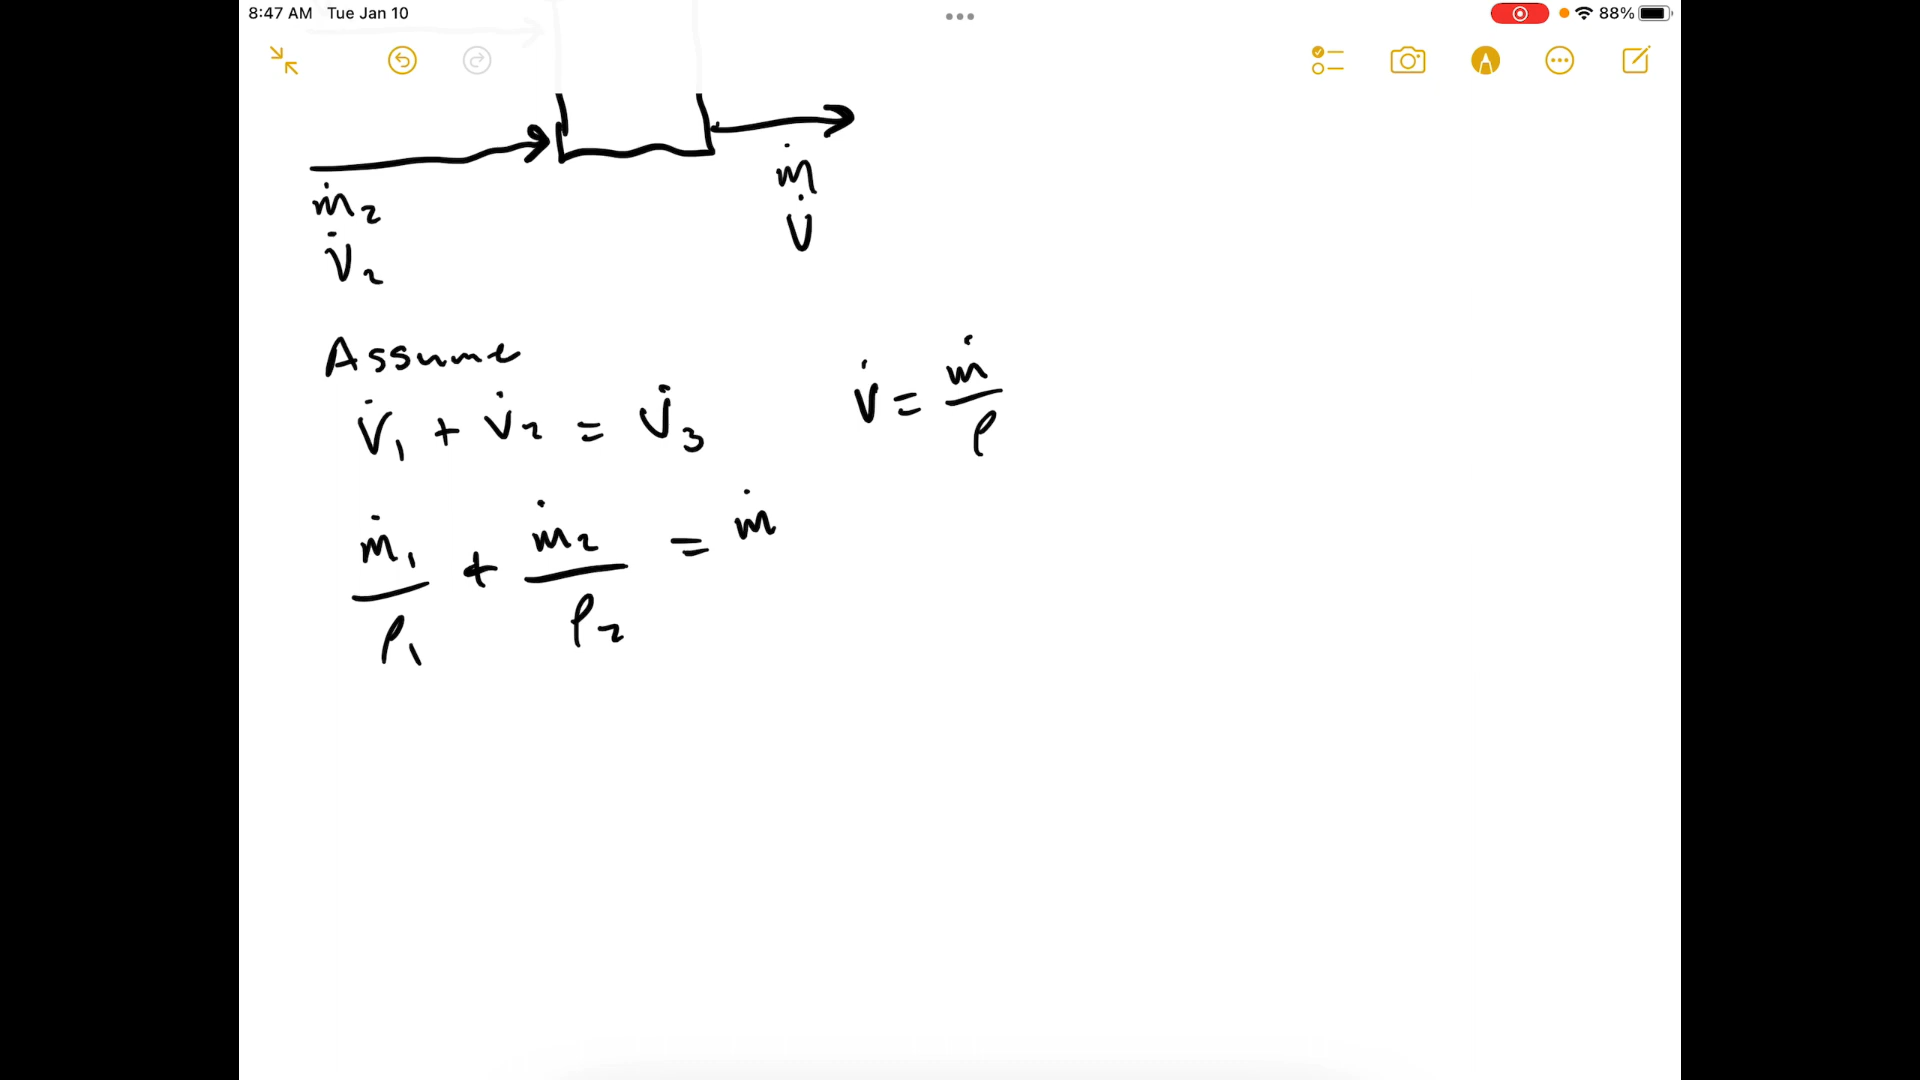 8:47 AM Tue Jan 10 88%
ṁ
V̇
ṁ₂
V̇₂
Assume
V̇₁ + V̇₂ = V̇₃ V̇ = ṁ/ρ
ṁ₁/ρ₁ + ṁ₂/ρ₂ = ṁ